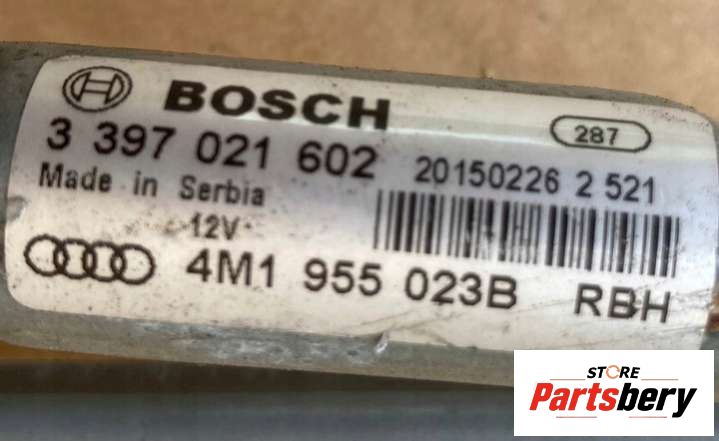 BOSCH
287
3 397 021 602 20150226 2 521
Made in Serbia
12V
4M1 955 023B RBH
STORE
Partsbery